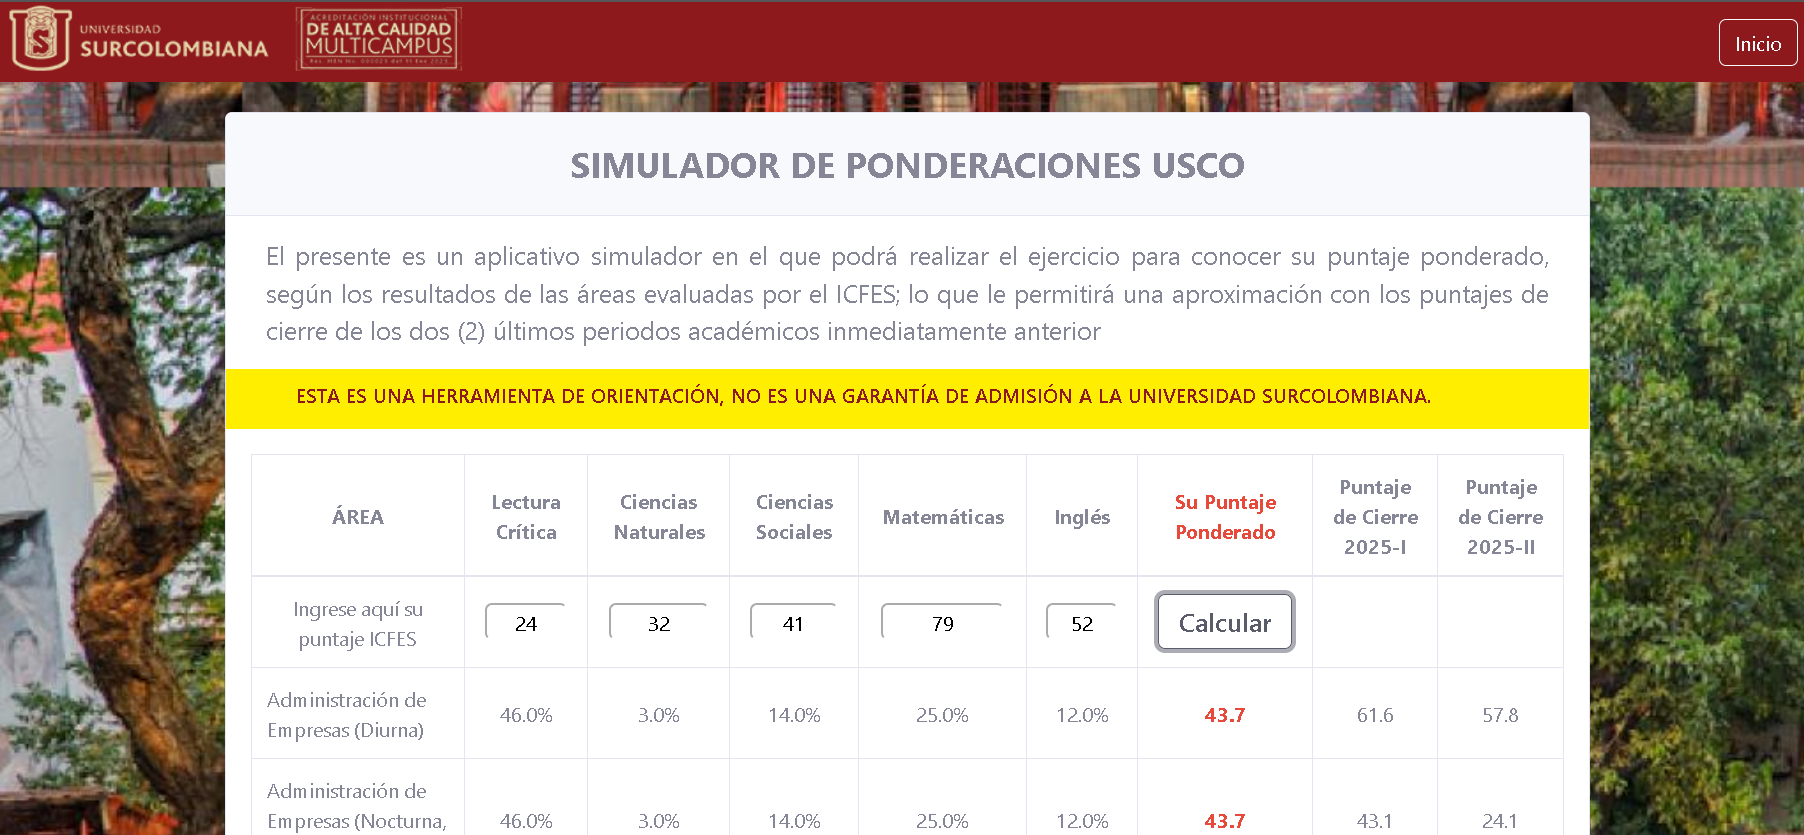 UNIVERSIDAD
SURCOLOMBIANA
ACREDITACIÓN INSTITUCIONAL
DE ALTA CALIDAD
MULTICAMPUS
Inicio
SIMULADOR DE PONDERACIONES USCO
El presente es un aplicativo simulador en el que podrá realizar el ejercicio para conocer su puntaje ponderado,
según los resultados de las áreas evaluadas por el ICFES; lo que le permitirá una aproximación con los puntajes de
cierre de los dos (2) últimos periodos académicos inmediatamente anterior
ESTA ES UNA HERRAMIENTA DE ORIENTACIÓN, NO ES UNA GARANTÍA DE ADMISIÓN A LA UNIVERSIDAD SURCOLOMBIANA.
ÁREA
Lectura
Crítica
Ciencias
Naturales
Ciencias
Sociales
Matemáticas
Inglés
Su Puntaje
Ponderado
Puntaje
de Cierre
2025-I
Puntaje
de Cierre
2025-II
Ingrese aquí su
puntaje ICFES
24
32
41
79
52
Calcular
Administración de
Empresas (Diurna)
46.0%
3.0%
14.0%
25.0%
12.0%
43.7
61.6
57.8
Administración de
Empresas (Nocturna,
46.0%
3.0%
14.0%
25.0%
12.0%
43.7
43.1
24.1